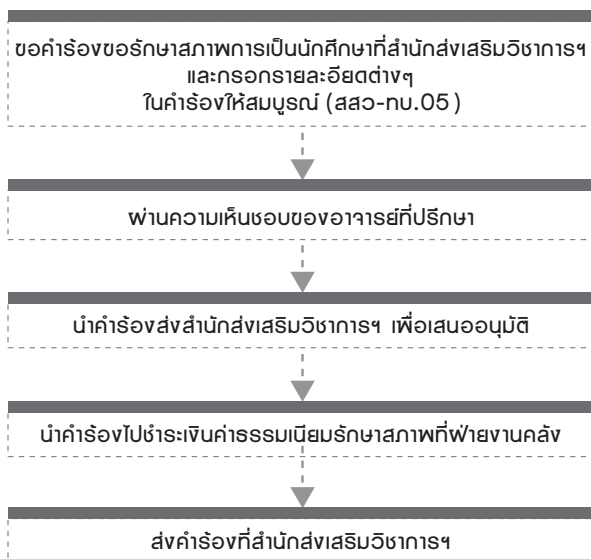 ขอคำร้องขอรักษาสภาพการเป็นนักศึกษาที่สำนักส่งเสริมวิชาการฯ
และกรอกรายละอียดต่างๆ
ในคำร้องให้สมบูรณ์ (สสว-ทบ.05)
ผ่านความเห็นชอบของอาจารย์ที่ปรึกษา
นำคำร้องส่งสำนักส่งเสริมวิชาการฯ เพื่อเสนออนุมัติ
นำคำร้องไปชำระเงินค่าธรรมเนียมรักษาสภาพที่ฝ่ายงานคลัง
ส่งคำร้องที่สำนักส่งเสริมวิชาการฯ